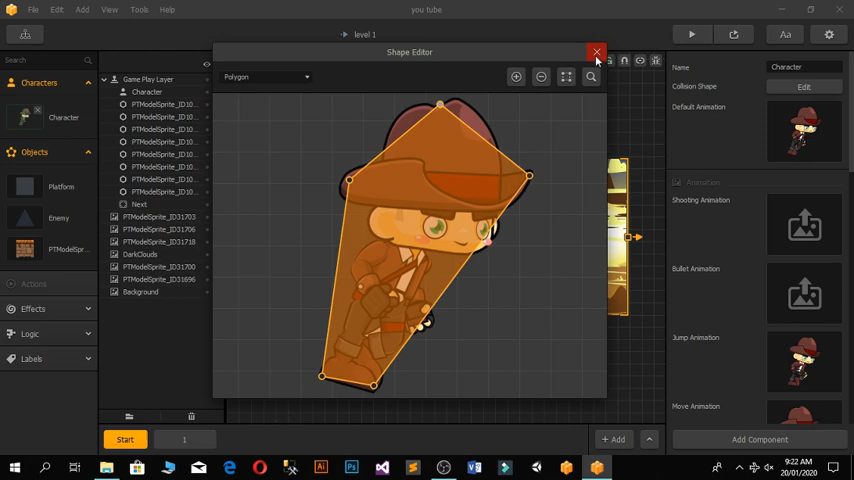 File Edit Add View Tools Help
you tube
level 1
Aa
Search
Characters
Character
Objects
Platform
Enemy
PTModelSpr...
Actions
Effects
Logic
Labels
Game Play Layer
Character
PTModelSprite_ID10...
PTModelSprite_ID10...
PTModelSprite_ID10...
PTModelSprite_ID10...
PTModelSprite_ID10...
PTModelSprite_ID10...
PTModelSprite_ID10...
PTModelSprite_ID10...
Next
PTModelSprite_ID31703
PTModelSprite_ID31706
PTModelSprite_ID31718
DarkClouds
PTModelSprite_ID31700
PTModelSprite_ID31696
Background
Shape Editor
Polygon
Name Character
Collision Shape Edit
Default Animation
Animation
Shooting Animation
Bullet Animation
Jump Animation
Move Animation
Start 1
+ Add
Add Component
9:22 AM
20/01/2020